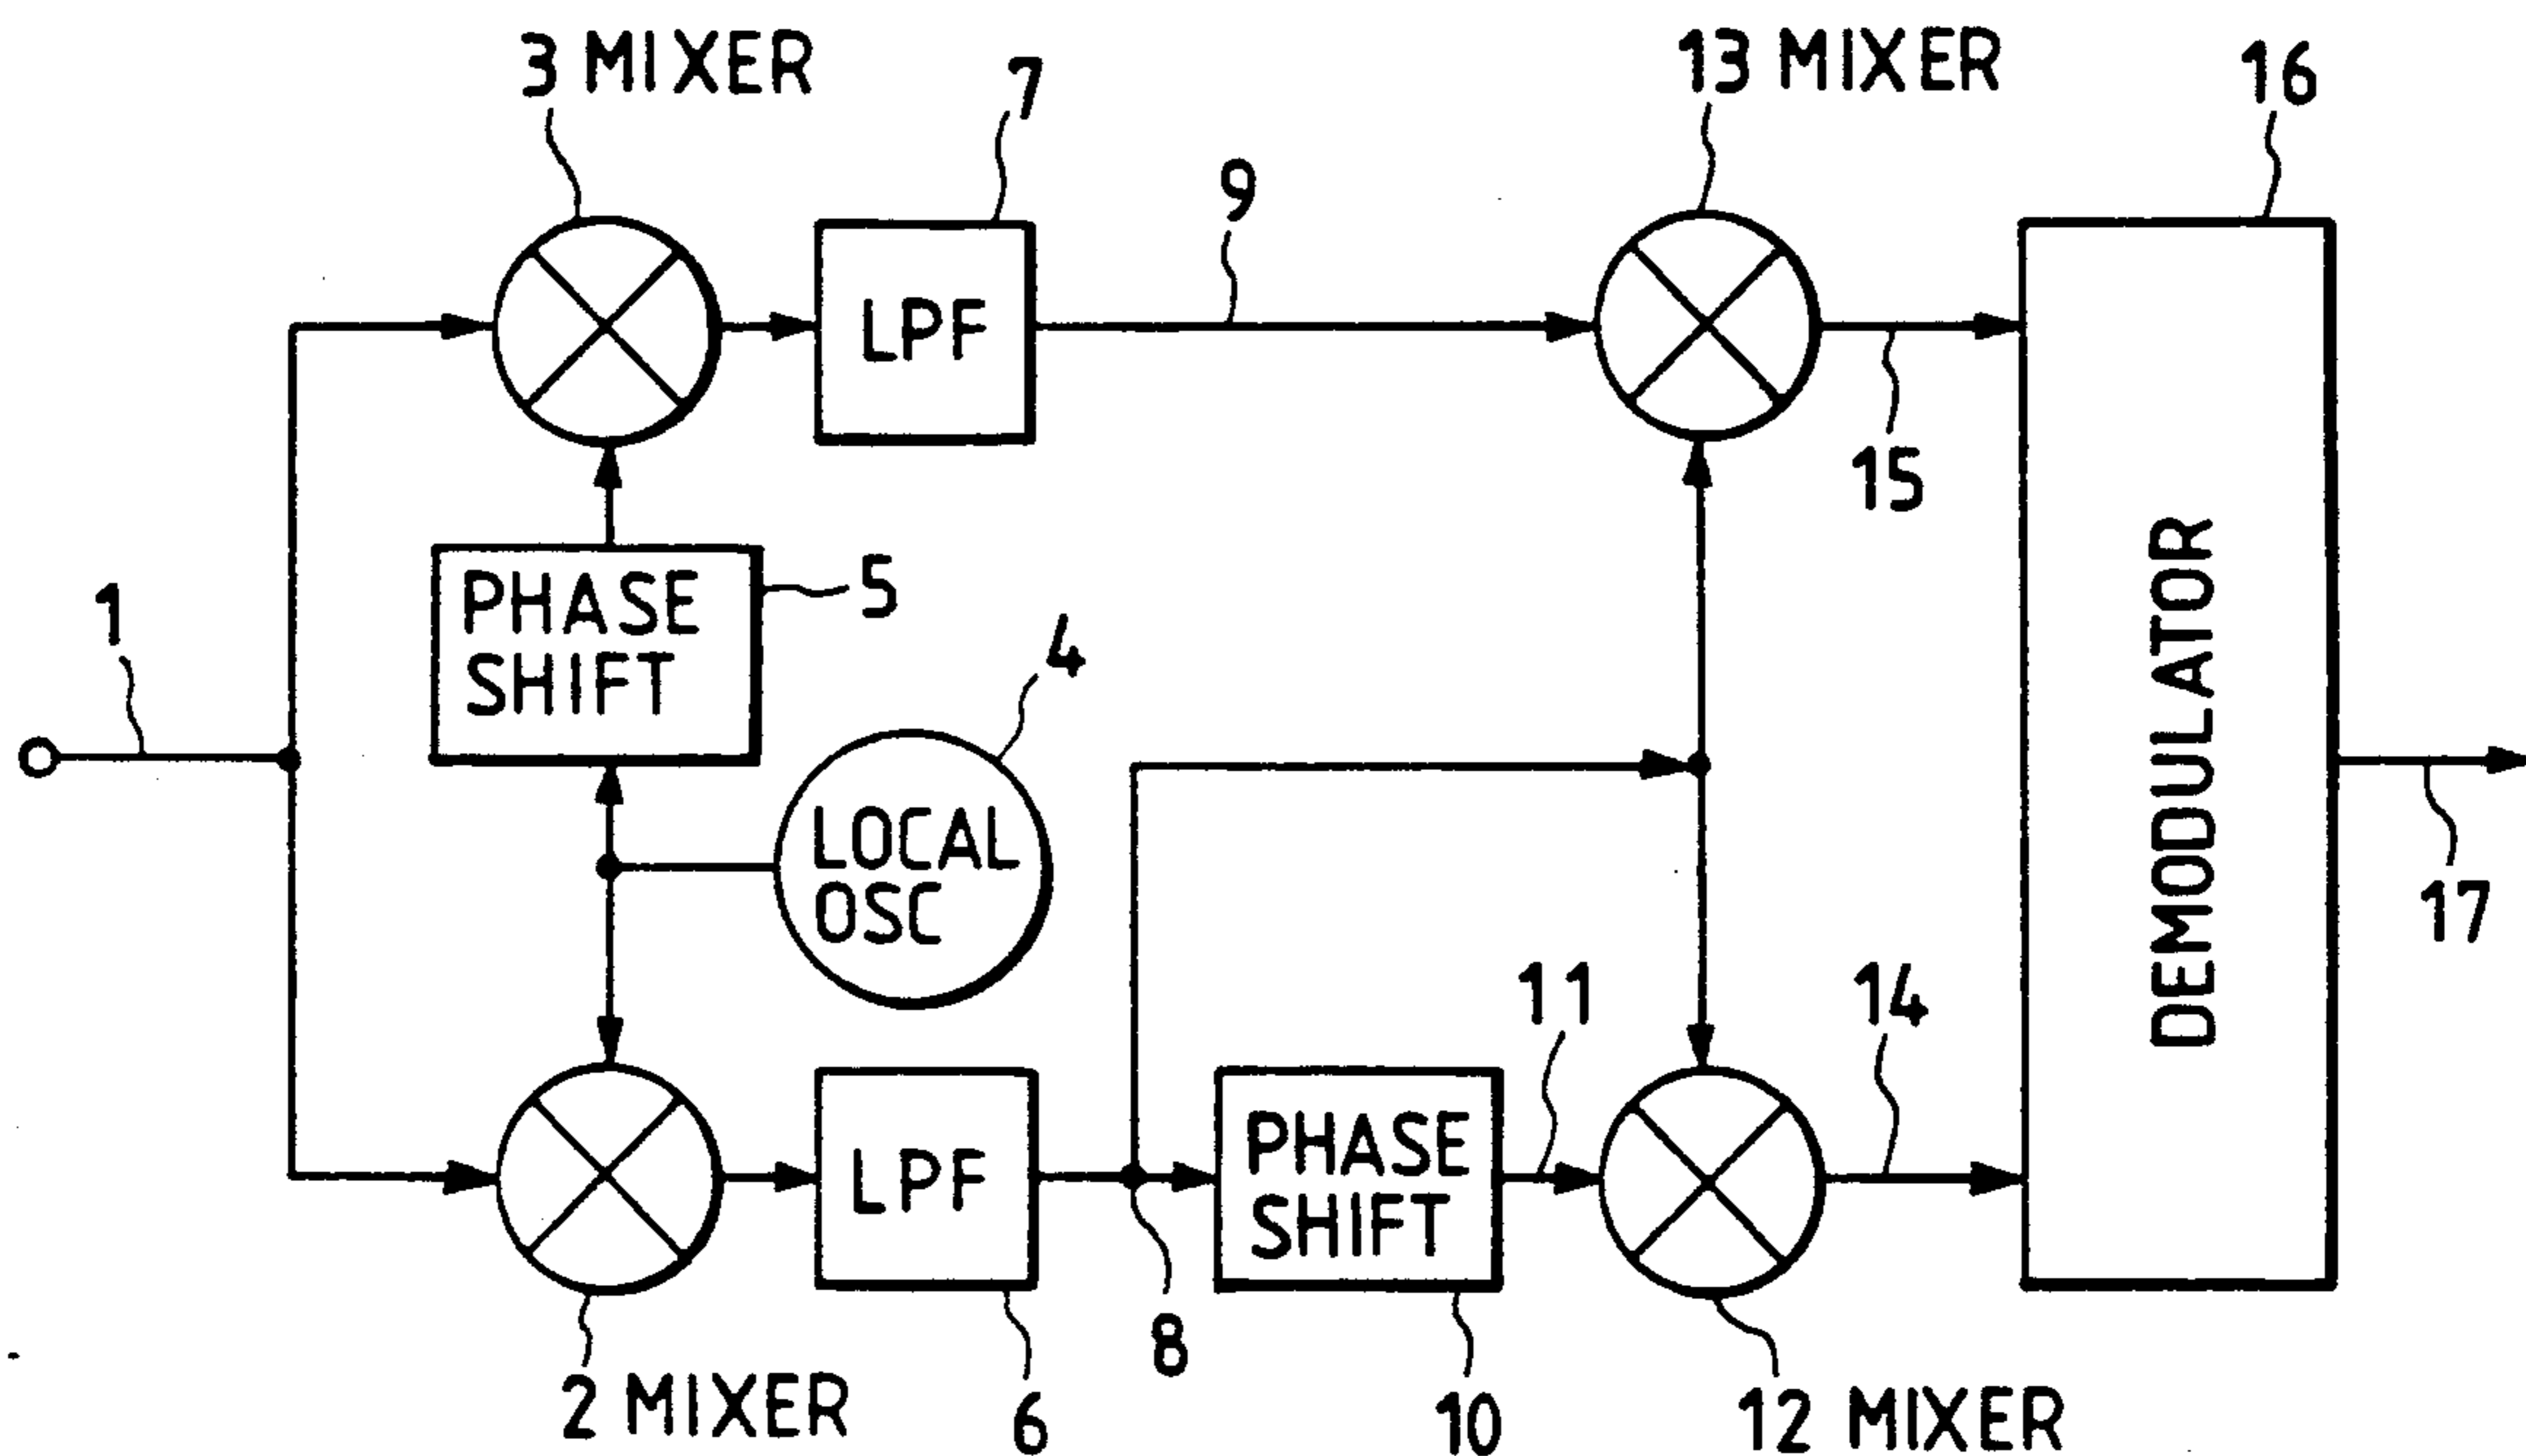 3 MIXER
7
9
13 MIXER
16
LPF
15
1
PHASE
SHIFT
5
4
LOCAL
OSC
DEMODULATOR
17
11
14
LPF
PHASE
SHIFT
8
2 MIXER
6
10
12 MIXER